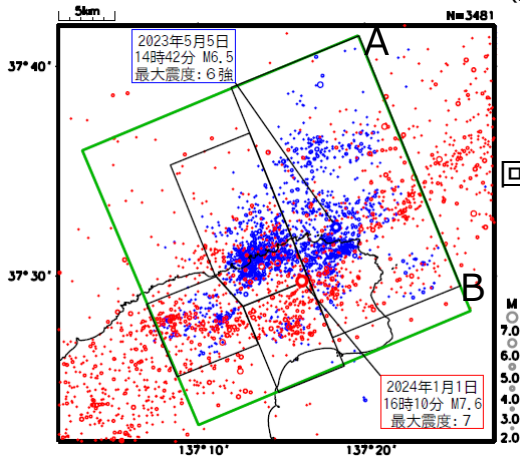 5km
N=3481
2023年5月5日
14時42分 M6.5
最大震度:6強
A
37°40′
37°30′
B
M
7.0
6.0
5.0
4.0
3.0
2.0
2024年1月1日
16時10分 M7.6
最大震度:7
137°10′
137°20′